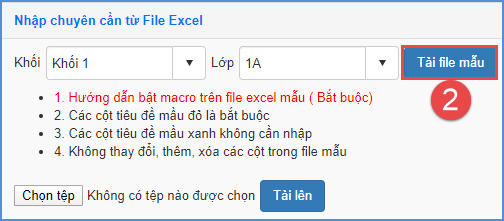 Nhập chuyên cần từ File Excel
Khối Khối 1 Lớp 1A Tải file mẫu
1. Hướng dẫn bật macro trên file excel mẫu ( Bắt buộc)
2
2. Các cột tiêu đề mầu đỏ là bắt buộc
3. Các cột tiêu đề mầu xanh không cần nhập
4. Không thay đổi, thêm, xóa các cột trong file mẫu
Chọn tệp Không có tệp nào được chọn Tải lên